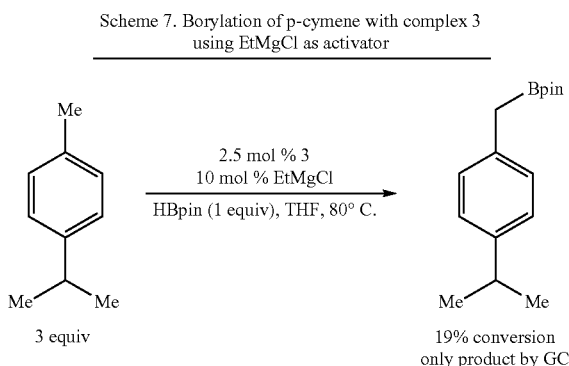 Scheme 7. Borylation of p-cymene with complex 3
using EtMgCl as activator
Me
Bpin
2.5 mol % 3
10 mol % EtMgCl
HBpin (1 equiv), THF, 80° C.
Me Me
Me Me
3 equiv
19% conversion
only product by GC